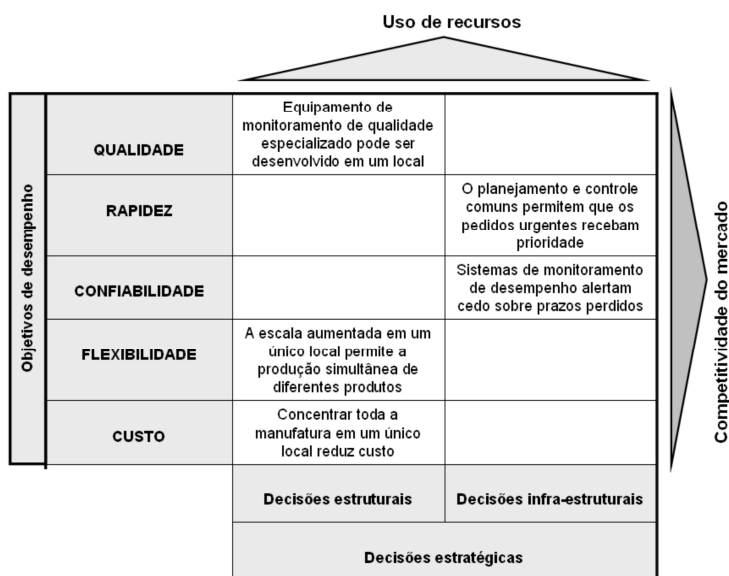 Uso de recursos
Objetivos de desempenho
QUALIDADE
Equipamento de
monitoramento de qualidade
especializado pode ser
desenvolvido em um local
RAPIDEZ
O planejamento e controle
comuns permitem que os
pedidos urgentes recebam
prioridade
CONFIABILIDADE
Sistemas de monitoramento
de desempenho alertam
cedo sobre prazos perdidos
FLEXIBILIDADE
A escala aumentada em um
único local permite a
produção simultânea de
diferentes produtos
CUSTO
Concentrar toda a
manufatura em um único
local reduz custo
Competitividade do mercado
Decisões estruturais
Decisões infra-estruturais
Decisões estratégicas